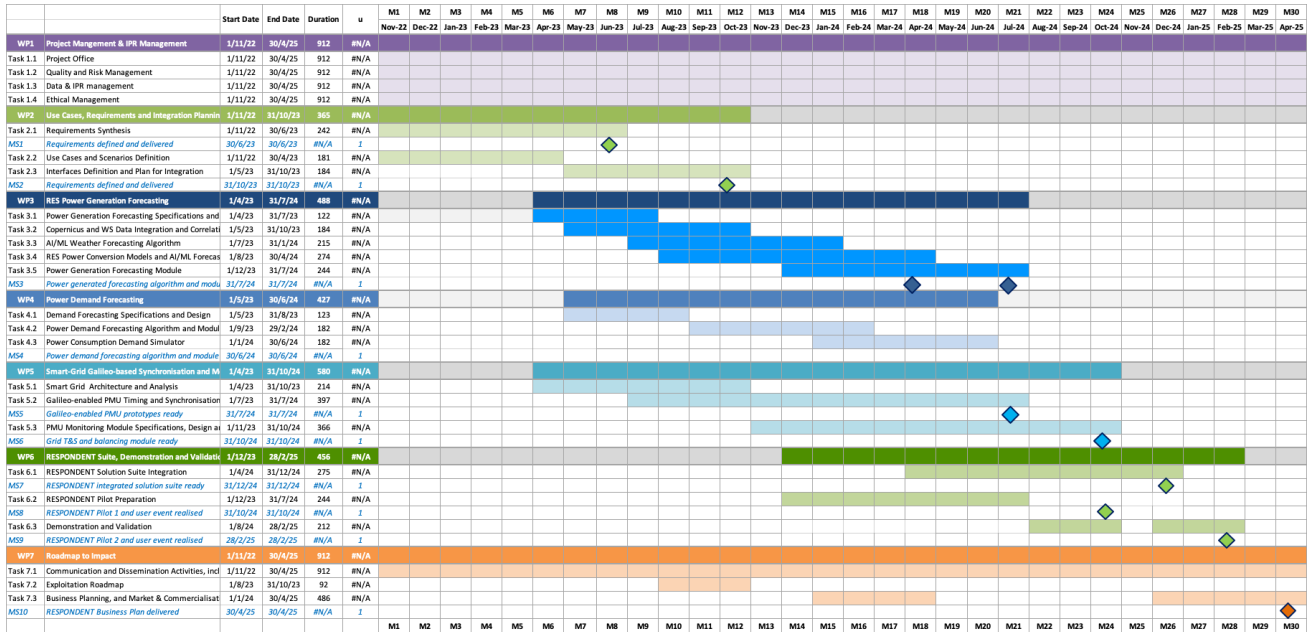 M1 M2 M3 M4 M5 M6 M7 M8 M9 M10 M11 M12 M13 M14 M15 M16 M17 M18 M19 M20 M21 M22 M23 M24 M25 M26 M27 M28 M29 M30
Start Date End Date Duration u Nov-22 Dec-22 Jan-23 Feb-23 Mar-23 Apr-23 May-23 Jun-23 Jul-23 Aug-23 Sep-23 Oct-23 Nov-23 Dec-23 Jan-24 Feb-24 Mar-24 Apr-24 May-24 Jun-24 Jul-24 Aug-24 Sep-24 Oct-24 Nov-24 Dec-24 Jan-25 Feb-25 Mar-25 Apr-25
WP1 Project Mangement & IPR Management 1/11/22 30/4/25 912 #N/A
Task 1.1 Project Office 1/11/22 30/4/25 912 #N/A
Task 1.2 Quality and Risk Management 1/11/22 30/4/25 912 #N/A
Task 1.3 Data & IPR management 1/11/22 30/4/25 912 #N/A
Task 1.4 Ethical Management 1/11/22 30/4/25 912 #N/A
WP2 Use Cases, Requirements and Integration Plannin 1/11/22 31/10/23 365 #N/A
Task 2.1 Requirements Synthesis 1/11/22 30/6/23 242 #N/A
MS1 Requirements defined and delivered 30/6/23 30/6/23 #N/A 1
Task 2.2 Use Cases and Scenarios Definition 1/11/22 30/4/23 181 #N/A
Task 2.3 Interfaces Definition and Plan for Integration 1/5/23 31/10/23 184 #N/A
MS2 Requirements defined and delivered 31/10/23 31/10/23 #N/A 1
WP3 RES Power Generation Forecasting 1/4/23 31/7/24 488 #N/A
Task 3.1 Power Generation Forecasting Specifications and 1/4/23 31/7/23 122 #N/A
Task 3.2 Copernicus and WS Data Integration and Correlati 1/5/23 31/10/23 184 #N/A
Task 3.3 AI/ML Weather Forecasting Algorithm 1/7/23 31/1/24 215 #N/A
Task 3.4 RES Power Conversion Models and AI/ML Forecas 1/8/23 30/4/24 274 #N/A
Task 3.5 Power Generation Forecasting Module 1/12/23 31/7/24 244 #N/A
MS3 Power generated forecasting algorithm and modu 31/7/24 31/7/24 #N/A 1
WP4 Power Demand Forecasting 1/5/23 30/6/24 427 #N/A
Task 4.1 Demand Forecasting Specifications and Design 1/5/23 31/8/23 123 #N/A
Task 4.2 Power Demand Forecasting Algorithm and Modul 1/9/23 29/2/24 182 #N/A
Task 4.3 Power Consumption Demand Simulator 1/1/24 30/6/24 182 #N/A
MS4 Power demand forecasting algorithm and module 30/6/24 30/6/24 #N/A 1
WP5 Smart-Grid Galileo-based Synchronisation and M 1/4/23 31/10/24 580 #N/A
Task 5.1 Smart Grid Architecture and Analysis 1/4/23 31/10/23 214 #N/A
Task 5.2 Galileo-enabled PMU Timing and Synchronisation 1/7/23 31/7/24 397 #N/A
MS5 Galileo-enabled PMU prototypes ready 31/7/24 31/7/24 #N/A 1
Task 5.3 PMU Monitoring Module Specifications, Design a 1/11/23 31/10/24 366 #N/A
MS6 Grid T&S and balancing module ready 31/10/24 31/10/24 #N/A 1
WP6 RESPONDENT Suite, Demonstration and Validatio 1/12/23 28/2/25 456 #N/A
Task 6.1 RESPONDENT Solution Suite Integration 1/4/24 31/12/24 275 #N/A
MS7 RESPONDENT integrated solution suite ready 31/12/24 31/12/24 #N/A 1
Task 6.2 RESPONDENT Pilot Preparation 1/12/23 31/7/24 244 #N/A
MS8 RESPONDENT Pilot 1 and user event realised 31/10/24 31/10/24 #N/A 1
Task 6.3 Demonstration and Validation 1/8/24 28/2/25 212 #N/A
MS9 RESPONDENT Pilot 2 and user event realised 28/2/25 28/2/25 #N/A 1
WP7 Roadmap to Impact 1/11/22 30/4/25 912 #N/A
Task 7.1 Communication and Dissemination Activities, incl 1/11/22 30/4/25 912 #N/A
Task 7.2 Exploitation Roadmap 1/8/23 31/10/23 92 #N/A
Task 7.3 Business Planning, and Market & Commercialisat 1/1/24 30/4/25 486 #N/A
MS10 RESPONDENT Business Plan delivered 30/4/25 30/4/25 #N/A 1
M1 M2 M3 M4 M5 M6 M7 M8 M9 M10 M11 M12 M13 M14 M15 M16 M17 M18 M19 M20 M21 M22 M23 M24 M25 M26 M27 M28 M29 M30